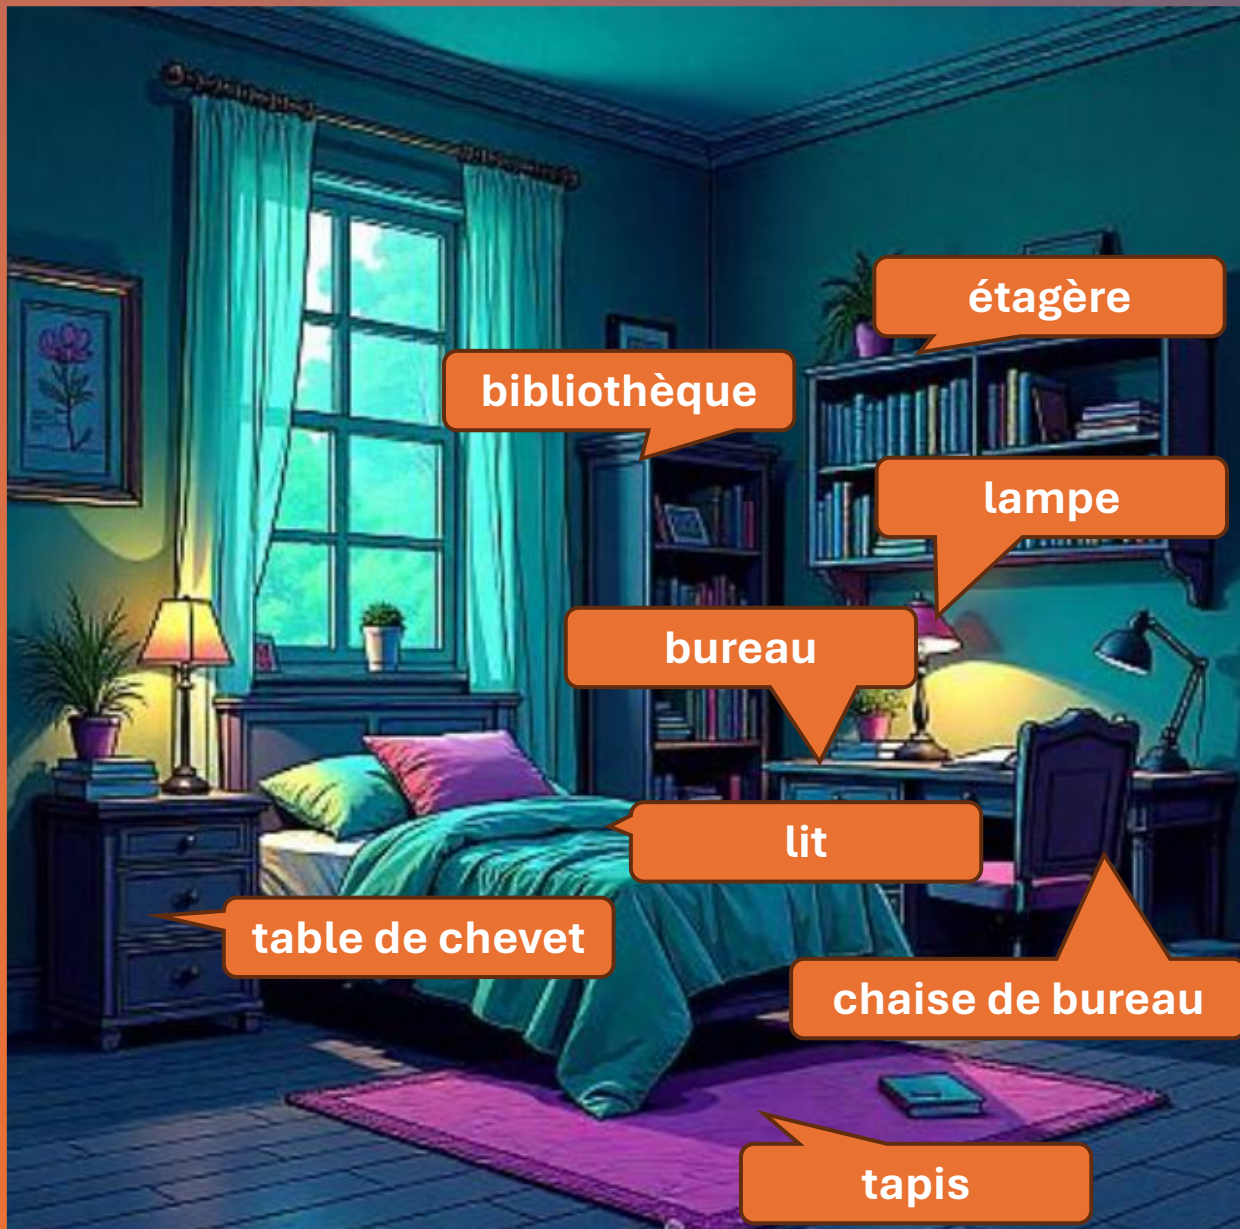 étagère
bibliothèque
lampe
bureau
lit
table de chevet
chaise de bureau
tapis